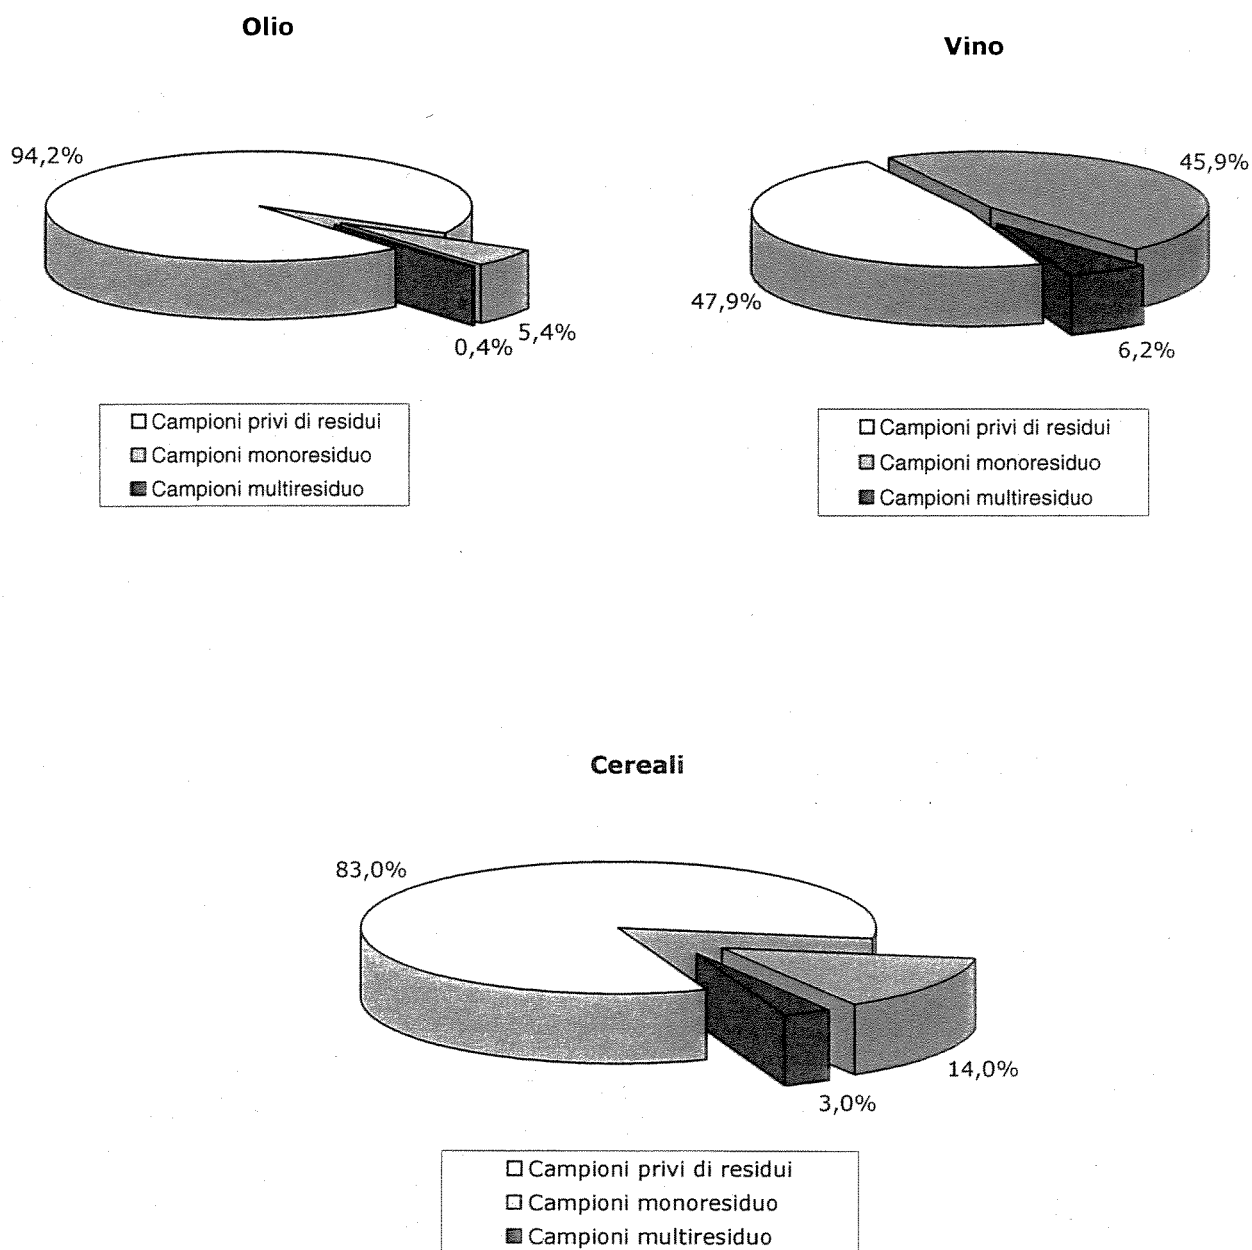 Olio
94,2%
5,4%
0,4%
Campioni privi di residui
Campioni monoresiduo
Campioni multiresiduo
Vino
45,9%
47,9%
6,2%
Campioni privi di residui
Campioni monoresiduo
Campioni multiresiduo
Cereali
83,0%
14,0%
3,0%
Campioni privi di residui
Campioni monoresiduo
Campioni multiresiduo